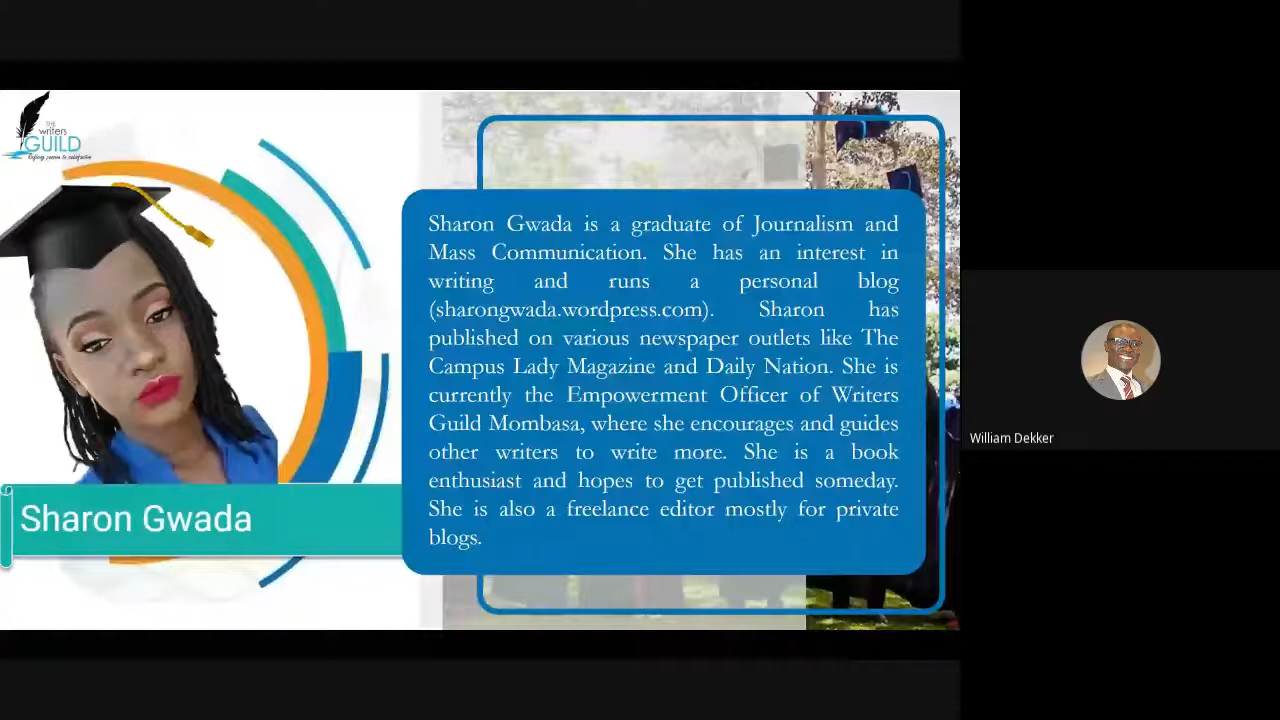 THE
writers
GUILD
Sharon Gwada
Sharon Gwada is a graduate of Journalism and
Mass Communication. She has an interest in
writing and runs a personal blog
(sharongwada.wordpress.com). Sharon has
published on various newspaper outlets like The
Campus Lady Magazine and Daily Nation. She is
currently the Empowerment Officer of Writers
Guild Mombasa, where she encourages and guides
other writers to write more. She is a book
enthusiast and hopes to get published someday.
She is also a freelance editor mostly for private
blogs.
William Dekker